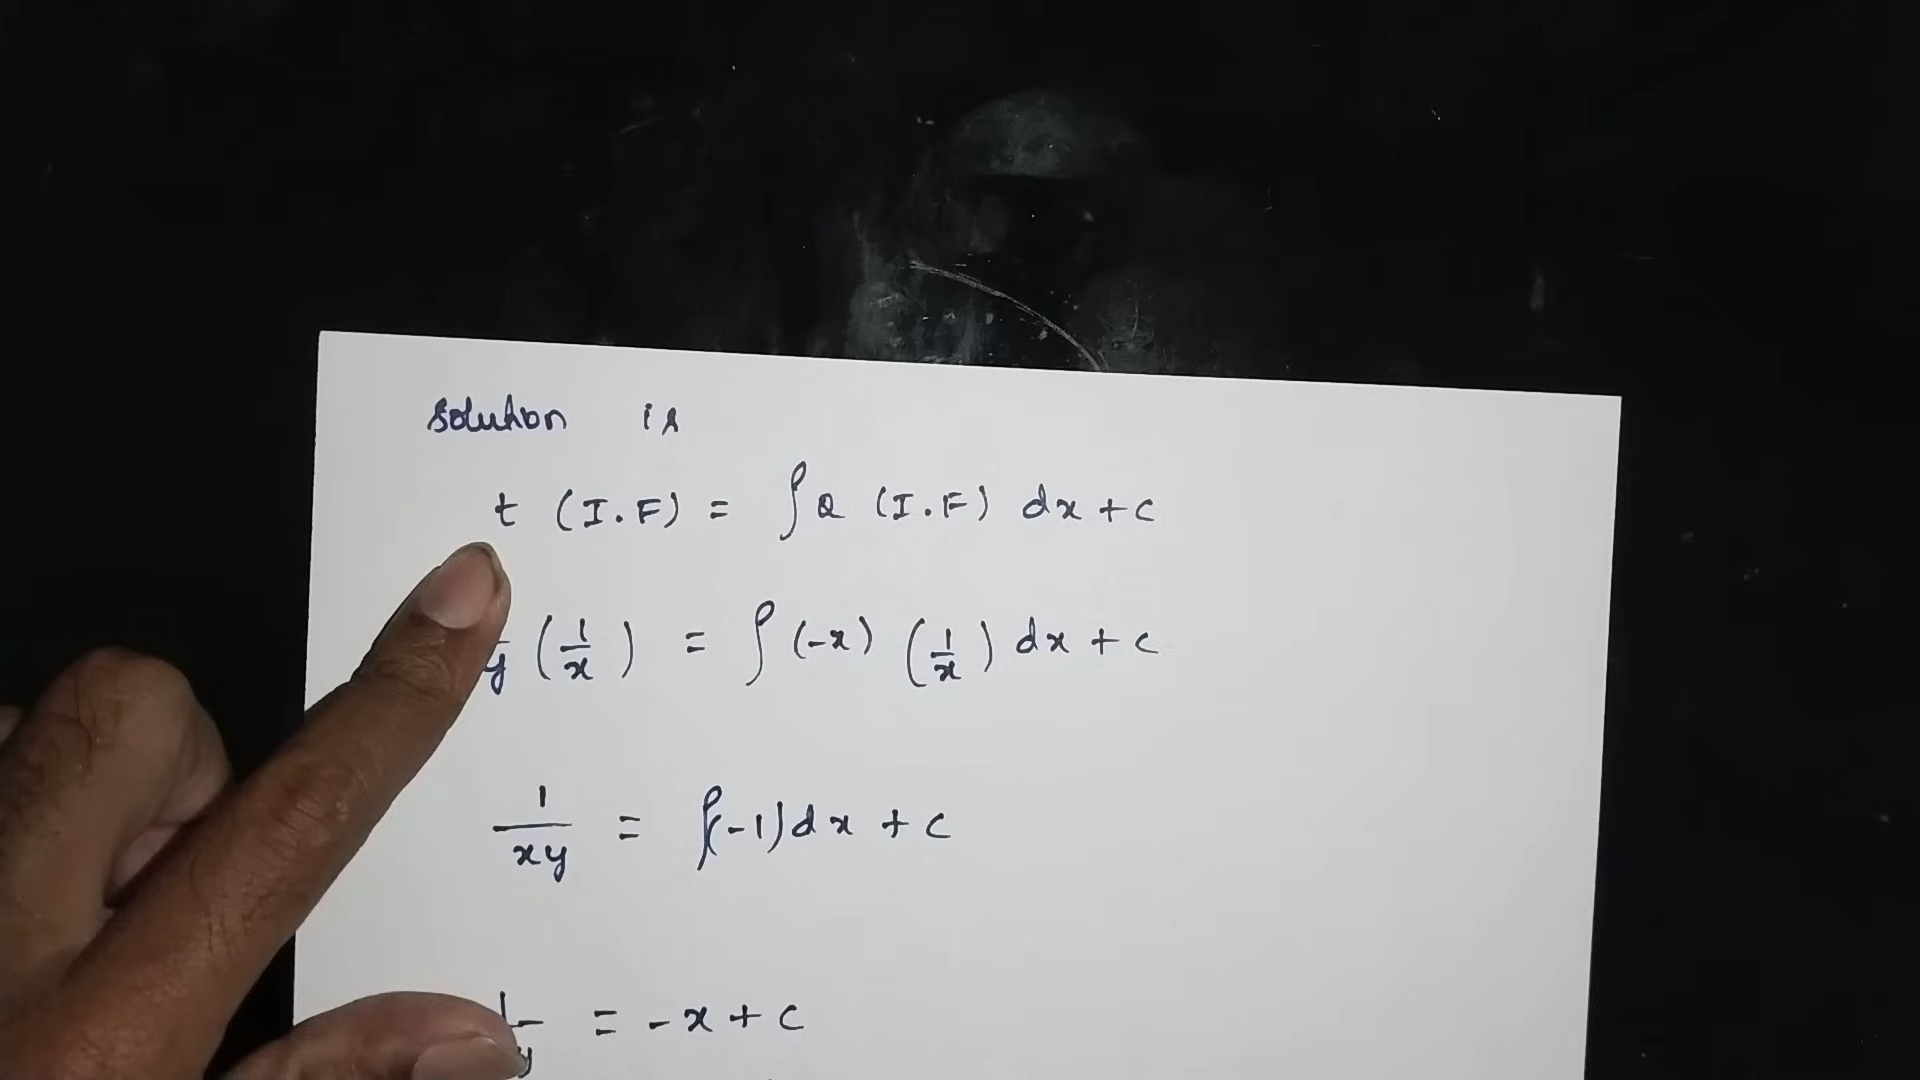 solution is
t (I.F) = ∫Q (I.F) dx + c
y (1/x) = ∫(-x) (1/x) dx + c
1/xy = ∫(-1)dx + c
= -x + c